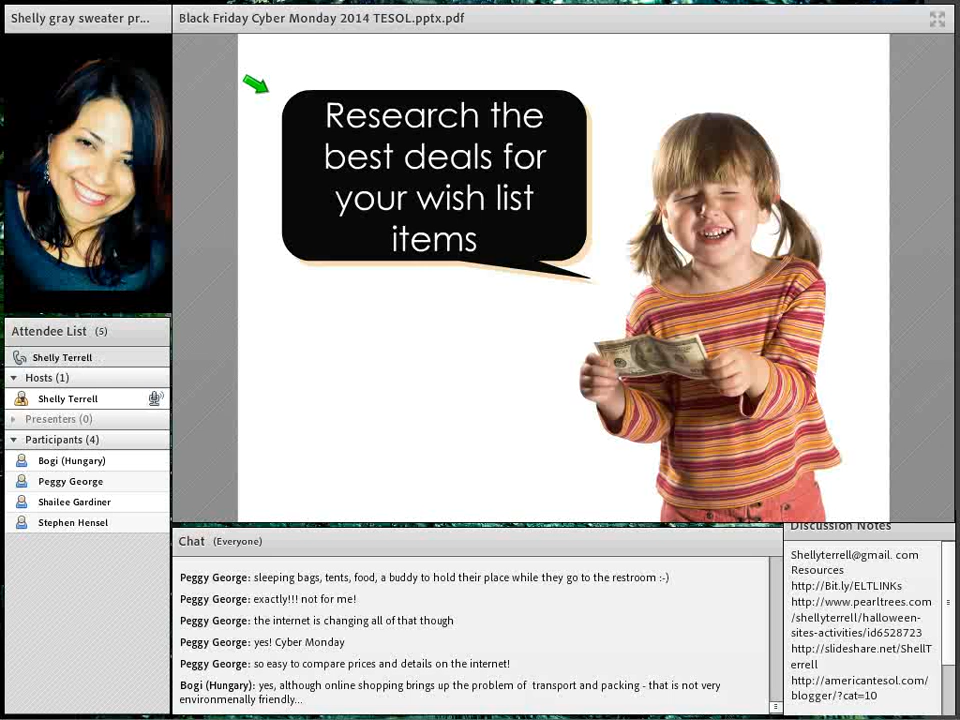 Shelly gray sweater pr...
Black Friday Cyber Monday 2014 TESOL.pptx.pdf
Research the
best deals for
your wish list
items
Attendee List (5)
Shelly Terrell
Hosts (1)
Shelly Terrell
Presenters (0)
Participants (4)
Bogi (Hungary)
Peggy George
Shailee Gardiner
Stephen Hensel
Chat (Everyone)
Peggy George: sleeping bags, tents, food, a buddy to hold their place while they go to the restroom :-)
Peggy George: exactly!!! not for me!
Peggy George: the internet is changing all of that though
Peggy George: yes! Cyber Monday
Peggy George: so easy to compare prices and details on the internet!
Bogi (Hungary): yes, although online shopping brings up the problem of  transport and packing - that is not very
environmenally friendly...
Discussion Notes
Shellyterrell@gmail. com
Resources
http://Bit.ly/ELTLINKs
http://www.pearltrees.com
/shellyterrell/halloween-
sites-activities/id6528723
http://slideshare.net/ShellT
errell
http://americantesol.com/
blogger/?cat=10